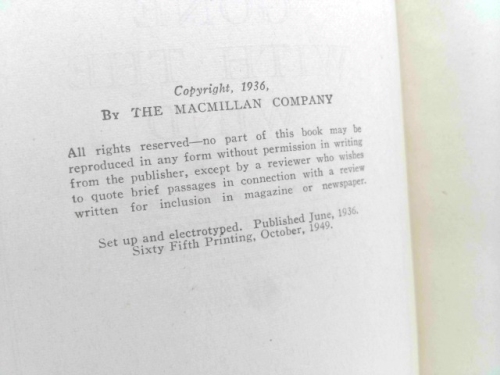 Copyright, 1936,
BY THE MACMILLAN COMPANY
All rights reserved—no part of this book may be
reproduced in any form without permission in writing
from the publisher, except by a reviewer who wishes
to quote brief passages in connection with a review
written for inclusion in magazine or newspaper.
Set up and electrotyped. Published June, 1936.
Sixty Fifth Printing, October, 1949.